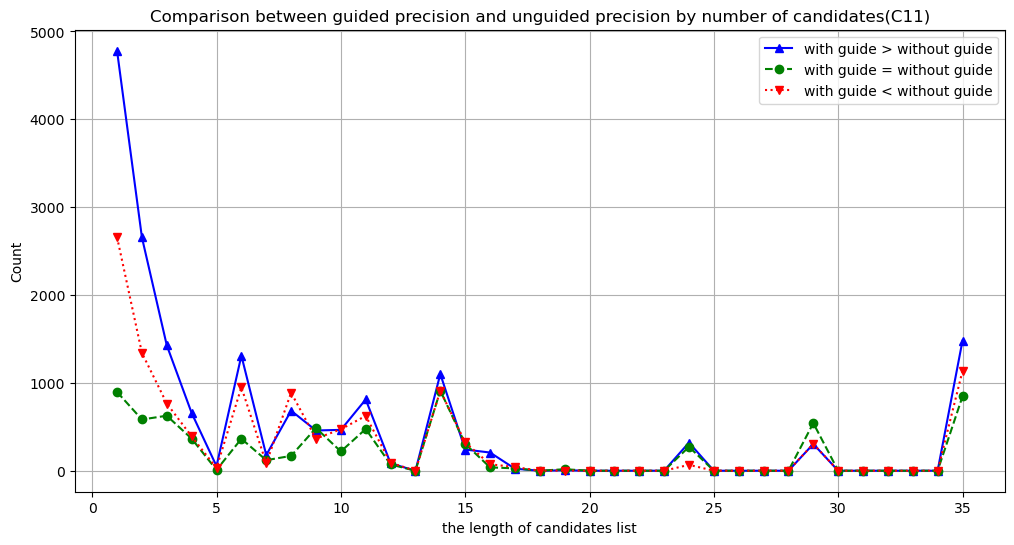 Comparison between guided precision and unguided precision by number of candidates(C11)
with guide > without guide
with guide = without guide
with guide < without guide
5000
4000
3000
2000
1000
0
Count
0 5 10 15 20 25 30 35
the length of candidates list